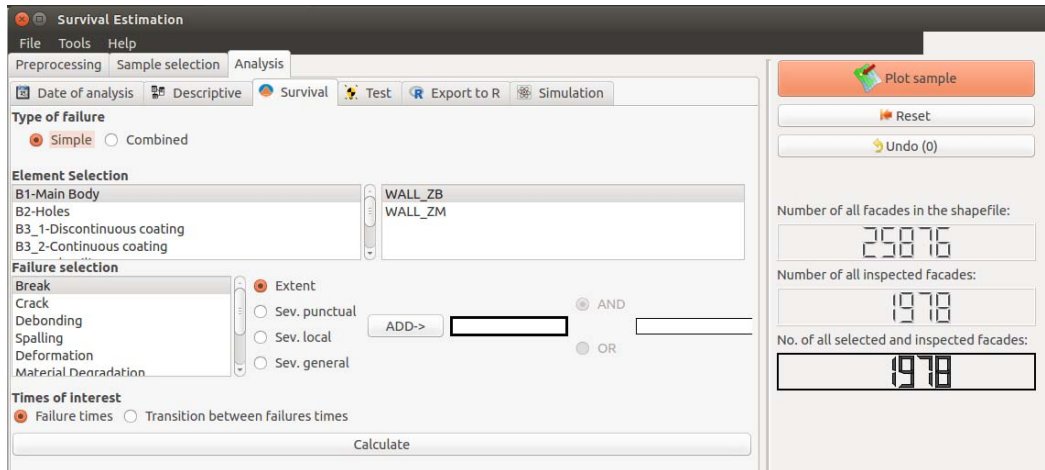 Survival Estimation
File Tools Help
Preprocessing Sample selection Analysis
Date of analysis Descriptive Survival Test Export to R Simulation
Type of failure
Simple Combined
Element Selection
B1-Main Body
B2-Holes
B3_1-Discontinuous coating
B3_2-Continuous coating
WALL_ZB
WALL_ZM
Failure selection
Break
Crack
Debonding
Spalling
Deformation
Material Degradation
Extent
Sev. punctual
Sev. local
Sev. general
ADD->
AND
OR
Times of interest
Failure times Transition between failures times
Calculate
Plot sample
Reset
Undo (0)
Number of all facades in the shapefile:
25876
Number of all inspected facades:
1978
No. of all selected and inspected facades:
1978